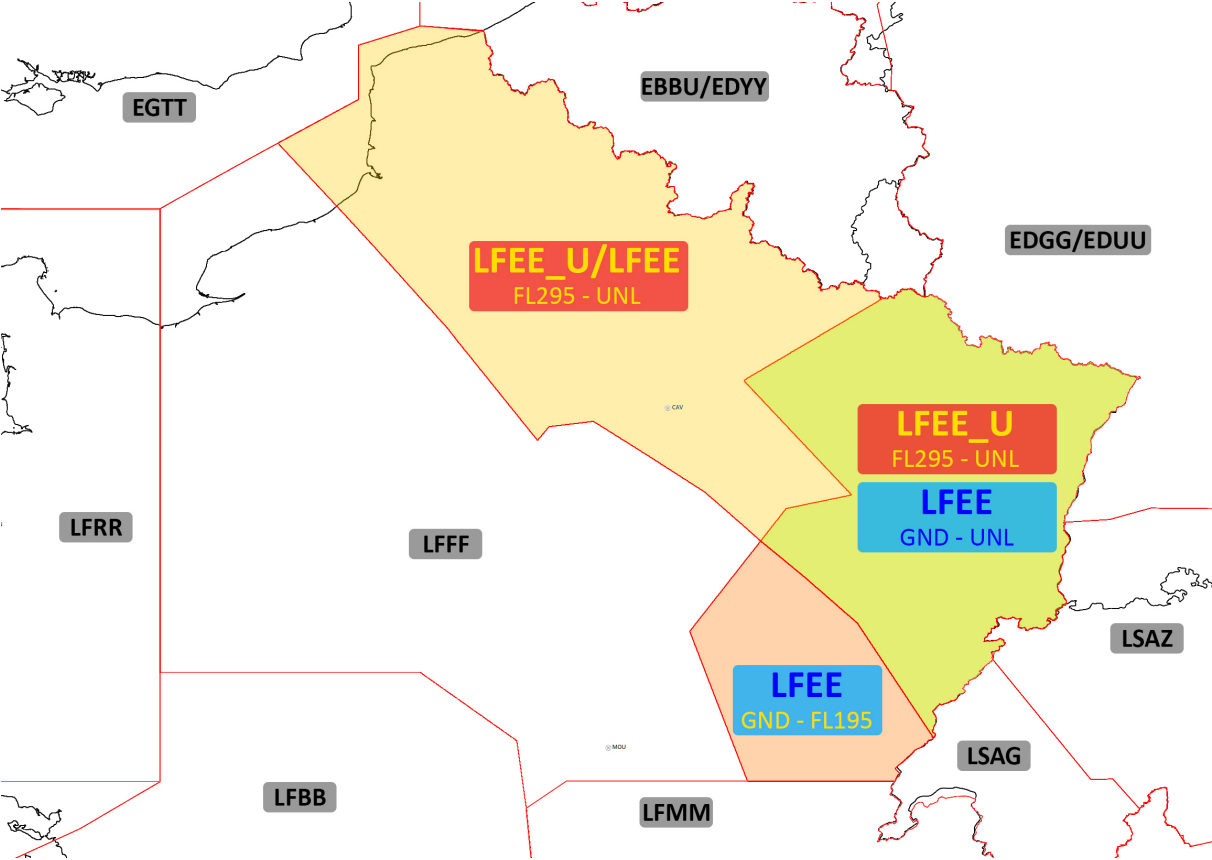 EBBU/EDYY
EGTT
EDGG/EDUU
LFEE_U/LFEE
FL295 - UNL
CAV
LFEE_U
FL295 - UNL
LFEE
GND - UNL
LFRR
LFFF
LSAZ
LFEE
GND - FL195
MOU
LSAG
LFBB
LFMM